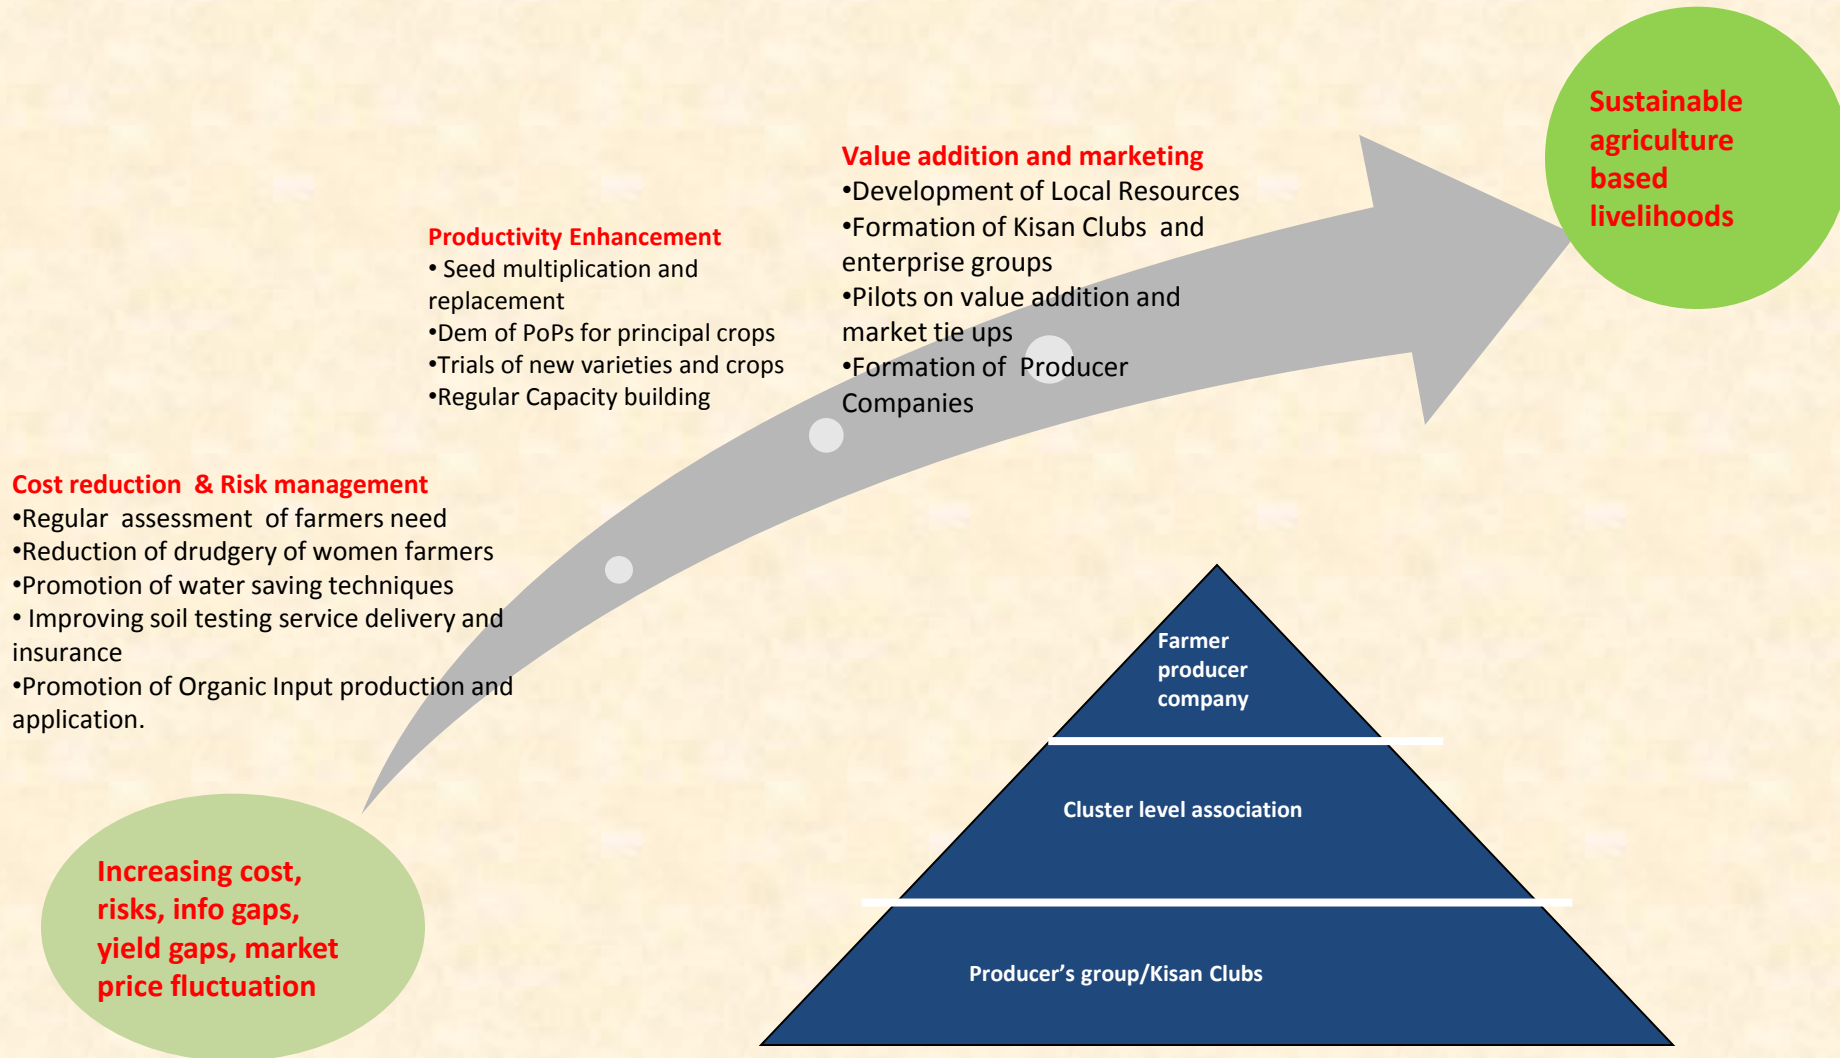 Sustainable
agriculture
based
livelihoods
Value addition and marketing
•Development of Local Resources
•Formation of Kisan Clubs and
enterprise groups
•Pilots on value addition and
market tie ups
•Formation of Producer
Companies
Productivity Enhancement
• Seed multiplication and
replacement
•Dem of PoPs for principal crops
•Trials of new varieties and crops
•Regular Capacity building
Cost reduction & Risk management
•Regular assessment of farmers need
•Reduction of drudgery of women farmers
•Promotion of water saving techniques
• Improving soil testing service delivery and
insurance
•Promotion of Organic Input production and
application.
Increasing cost,
risks, info gaps,
yield gaps, market
price fluctuation
Farmer
producer
company
Cluster level association
Producer’s group/Kisan Clubs